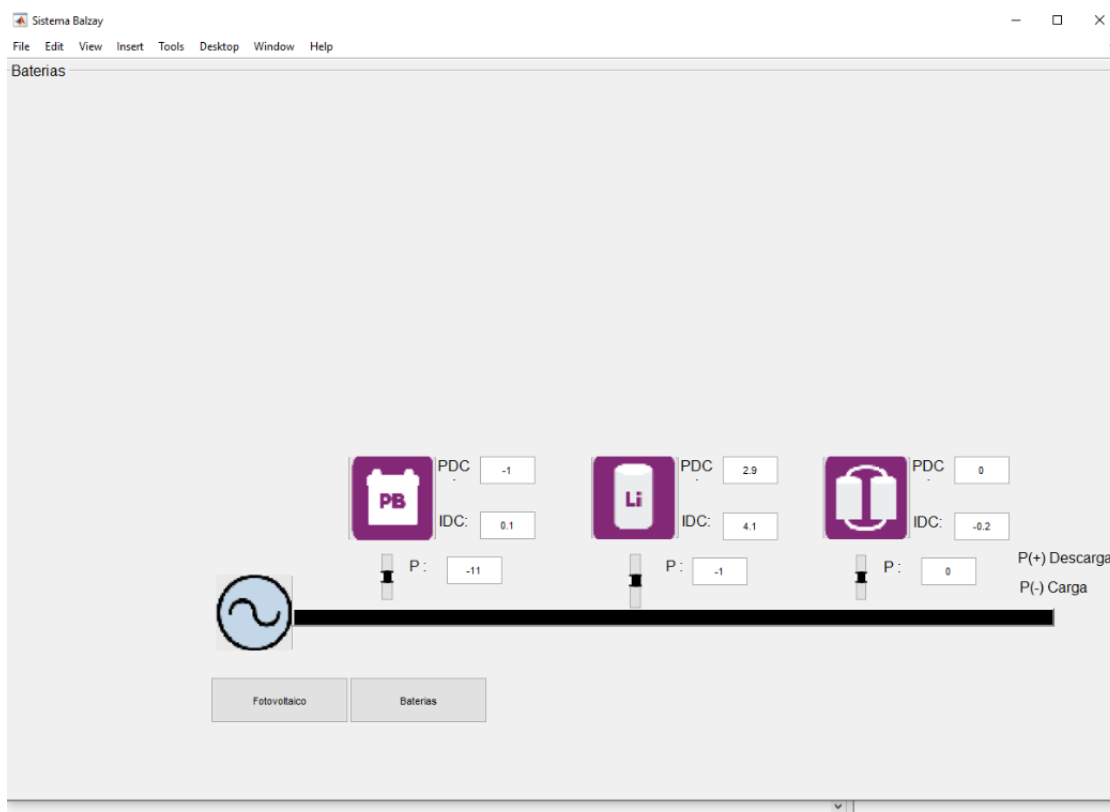 Sistema Balzay
File Edit View Insert Tools Desktop Window Help
Baterias
PDC -1 PDC 2.9 PDC 0
PB Li
IDC: 0.1 IDC: 4.1 IDC: -0.2
P : -11 P : -1 P : 0 P(+) Descarga
P(-) Carga
Fotovoltaico Baterias